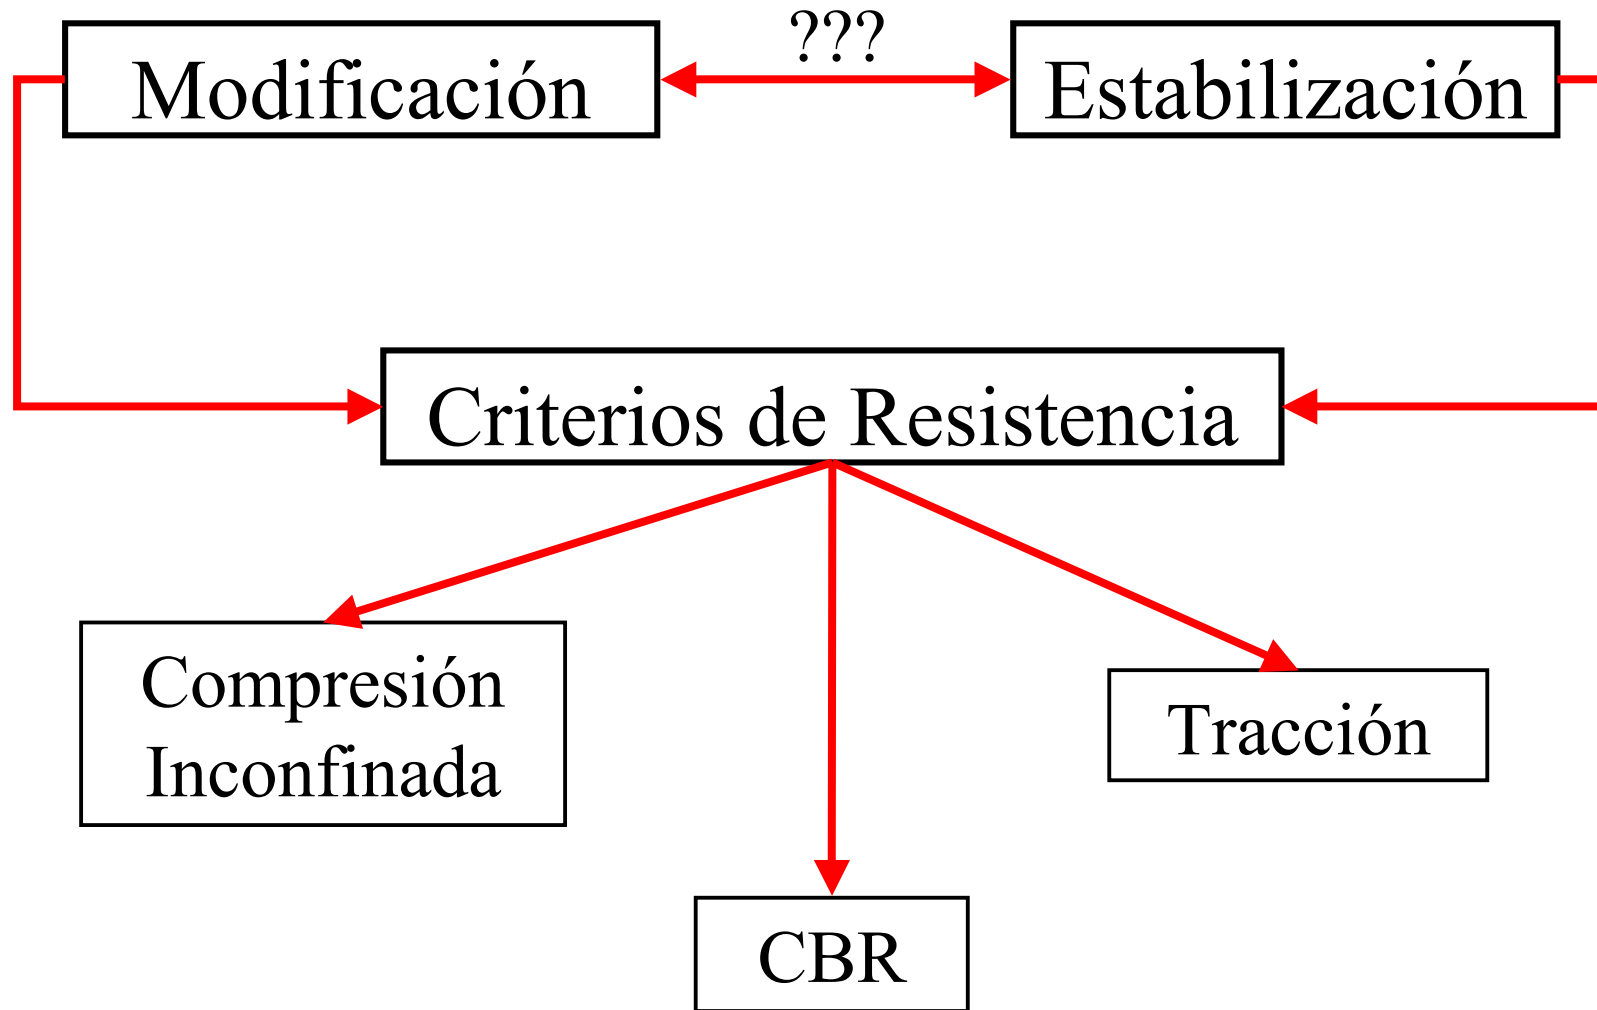 ???
Modificación
Estabilización
Criterios de Resistencia
Compresión
Inconfinada
Tracción
CBR